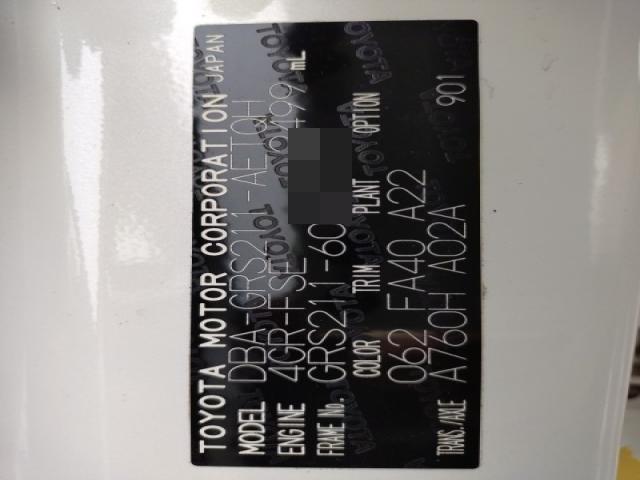 TOYOTA MOTOR CORPORATION JAPAN
MODEL DBA-GRS211-AETQH
ENGINE 4GR-FSE 2499 mL
FRAME No. GRS211-60
COLOR TRIM PLANT OPTION
062 FA40 A22
TRANS./AXLE A760H A02A 901